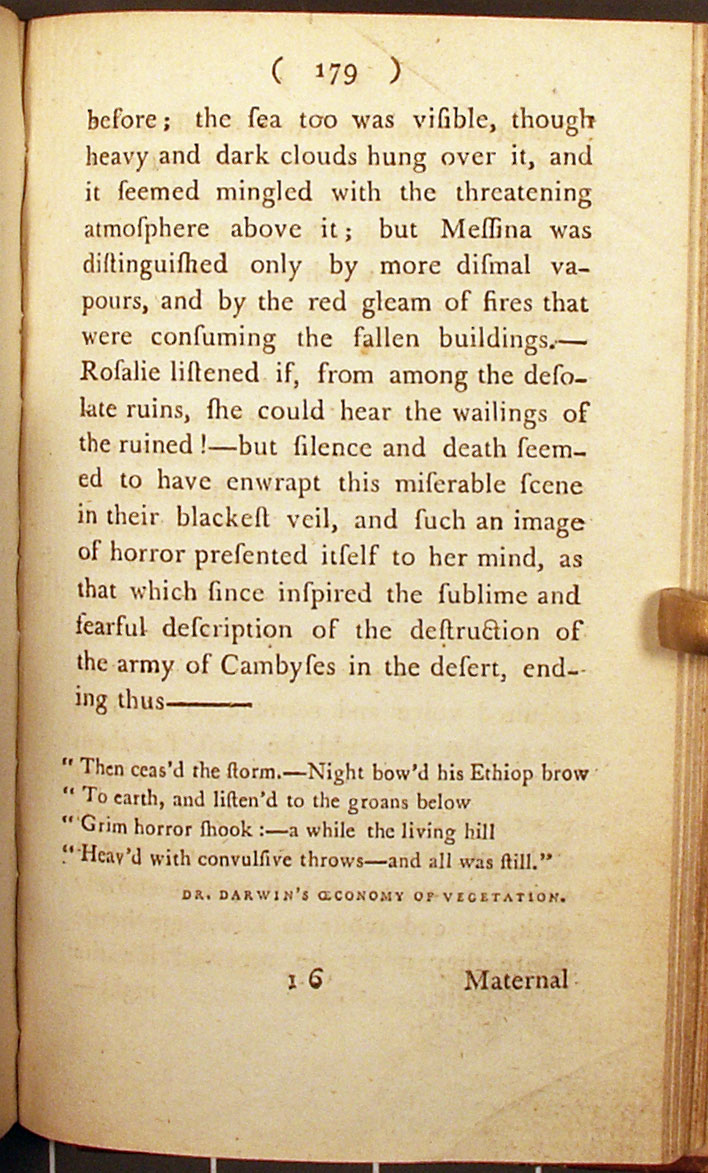 ( 179 )
before; the ſea too was viſible, though
heavy and dark clouds hung over it, and
it ſeemed mingled with the threatening
atmoſphere above it; but Meſſina was
diſtinguiſhed only by more diſmal va-
pours, and by the red gleam of fires that
were conſuming the fallen buildings.—
Roſalie liſtened if, from among the deſo-
late ruins, ſhe could hear the wailings of
the ruined!—but ſilence and death ſeem-
ed to have enwrapt this miſerable ſcene
in their blackeſt veil, and ſuch an image
of horror preſented itſelf to her mind, as
that which ſince inſpired the ſublime and
fearful deſcription of the deſtruction of
the army of Cambyſes in the deſert, end-
ing thus———
"Then ceas'd the ſtorm.—Night bow'd his Ethiop brow
"To earth, and liſten'd to the groans below
"Grim horror ſhook:—a while the living hill
"Heav'd with convulſive throws—and all was ſtill."
DR. DARWIN'S ŒCONOMY OF VEGETATION.
I 6 Maternal